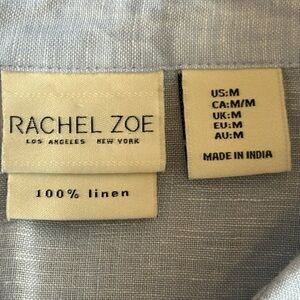 RACHEL ZOE
LOS ANGELES NEW YORK
100% linen
US:M
CA:M/M
UK:M
EU:M
AU:M
MADE IN INDIA